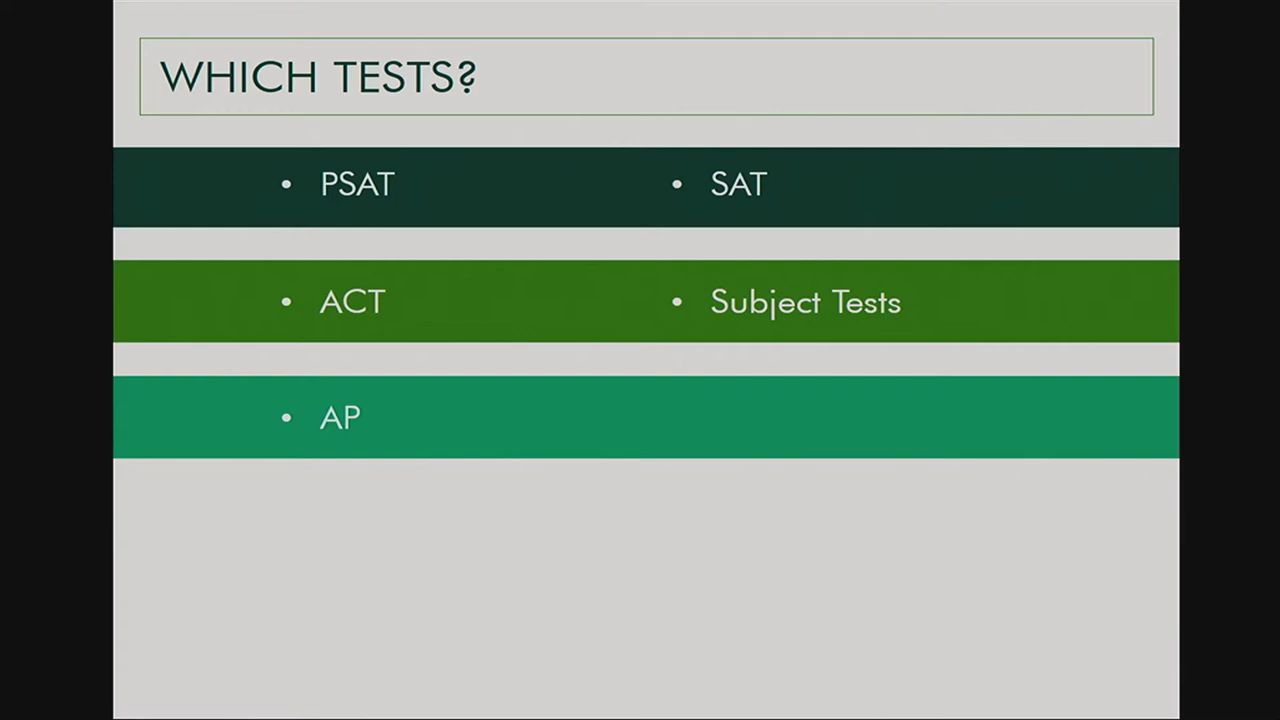 WHICH TESTS?
• PSAT • SAT
• ACT • Subject Tests
• AP